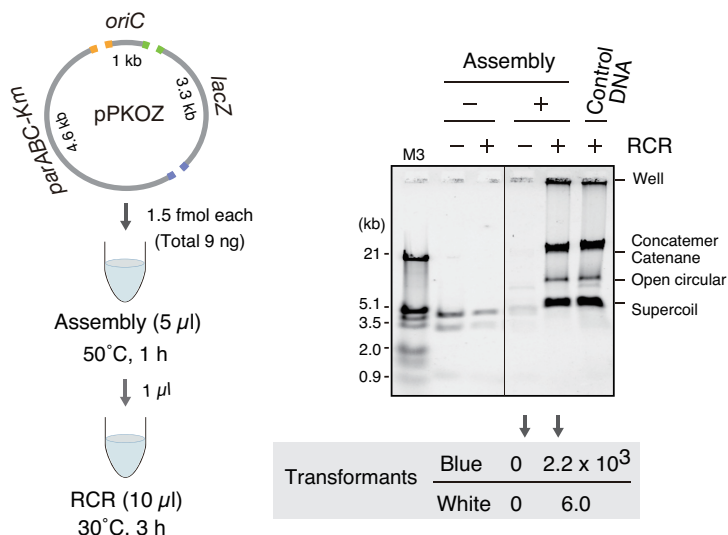 oriC
1 kb
lacZ
3.3 kb
pPKOZ
parABC-Km
4.6 kb
1.5 fmol each
(Total 9 ng)
Assembly (5 µl)
50˚C, 1 h
1 µl
RCR (10 µl)
30˚C, 3 h
Assembly
Control
DNA
− +
− + − + + RCR
M3
(kb)
21
5.1
3.5
2.0
0.9
Well
Concatemer
Catenane
Open circular
Supercoil
Transformants
Blue 0 2.2 x 10³
White 0 6.0